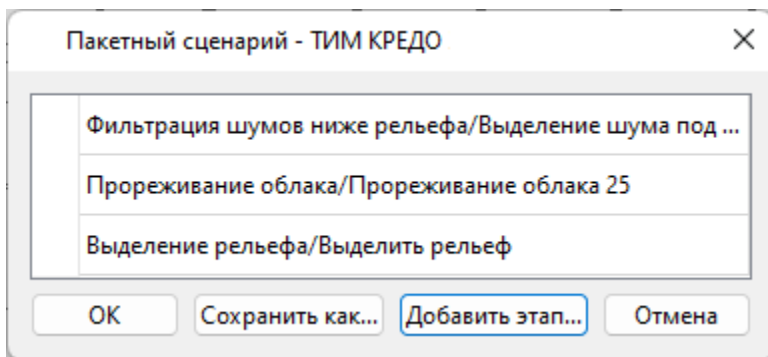 Пакетный сценарий - ТИМ КРЕДО
Фильтрация шумов ниже рельефа/Выделение шума под ...
Прореживание облака/Прореживание облака 25
Выделение рельефа/Выделить рельеф
ОК Сохранить как... Добавить этап... Отмена